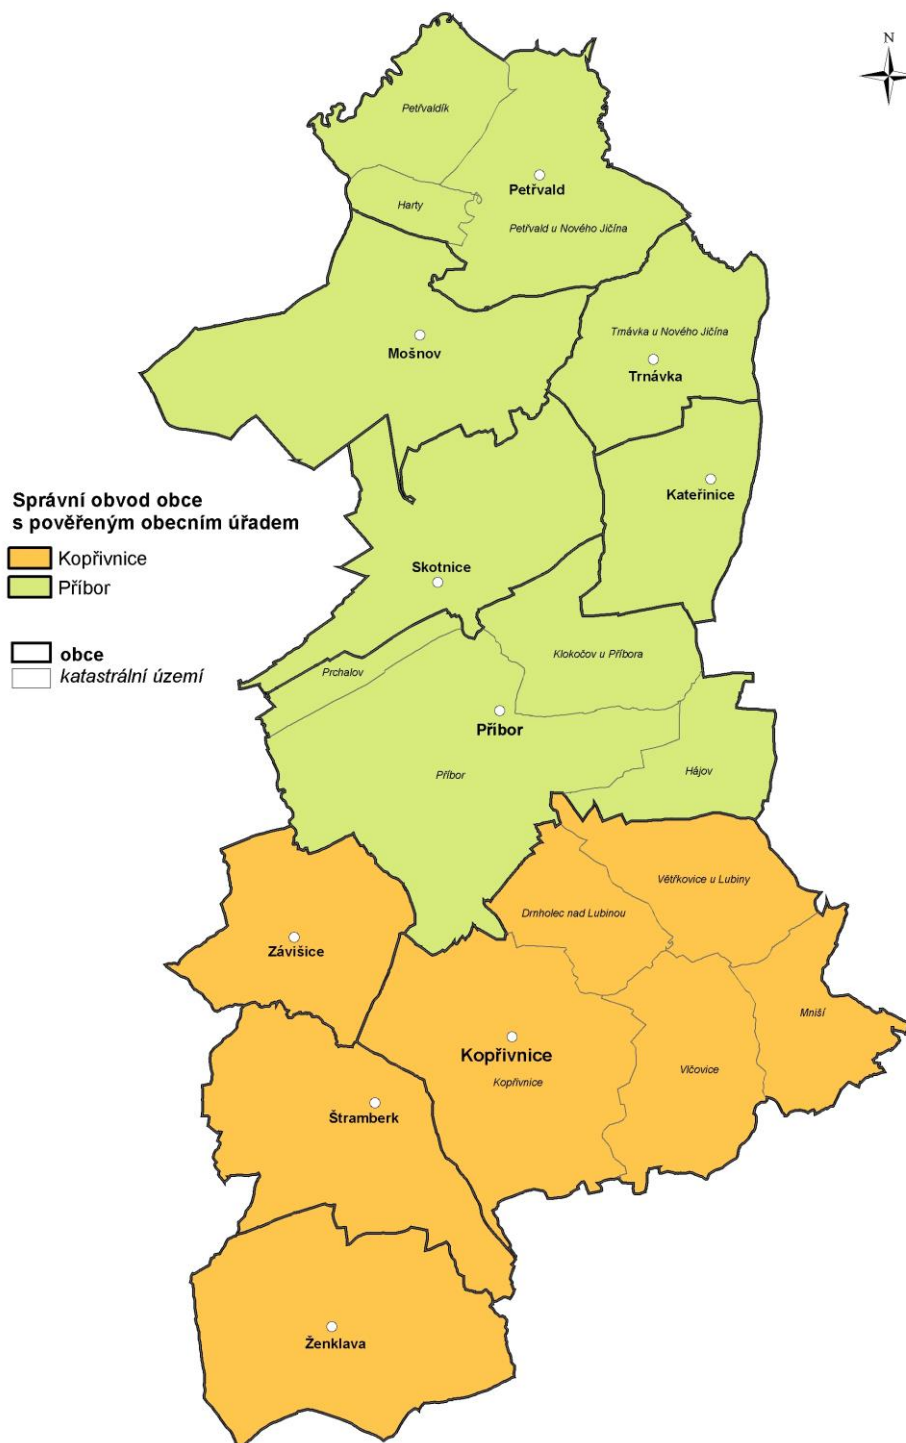 N
Petřvaldík
Petřvald
Harty
Petřvald u Nového Jičína
Trnávka u Nového Jičína
Mošnov
Trnávka
Kateřinice
Správní obvod obce
s pověřeným obecním úřadem
Kopřivnice
Příbor
obce
katastrální území
Skotnice
Klokočov u Příbora
Prchalov
Příbor
Příbor
Hájov
Větřkovice u Lubiny
Drnholec nad Lubinou
Závišice
Mniší
Kopřivnice
Kopřivnice
Vlčovice
Štramberk
Ženklava